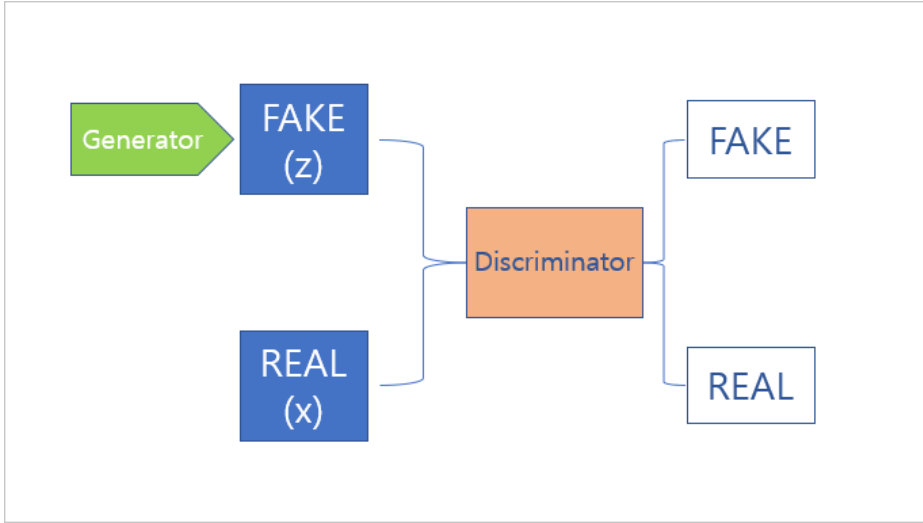 Generator
FAKE
(z)
FAKE
Discriminator
REAL
(x)
REAL